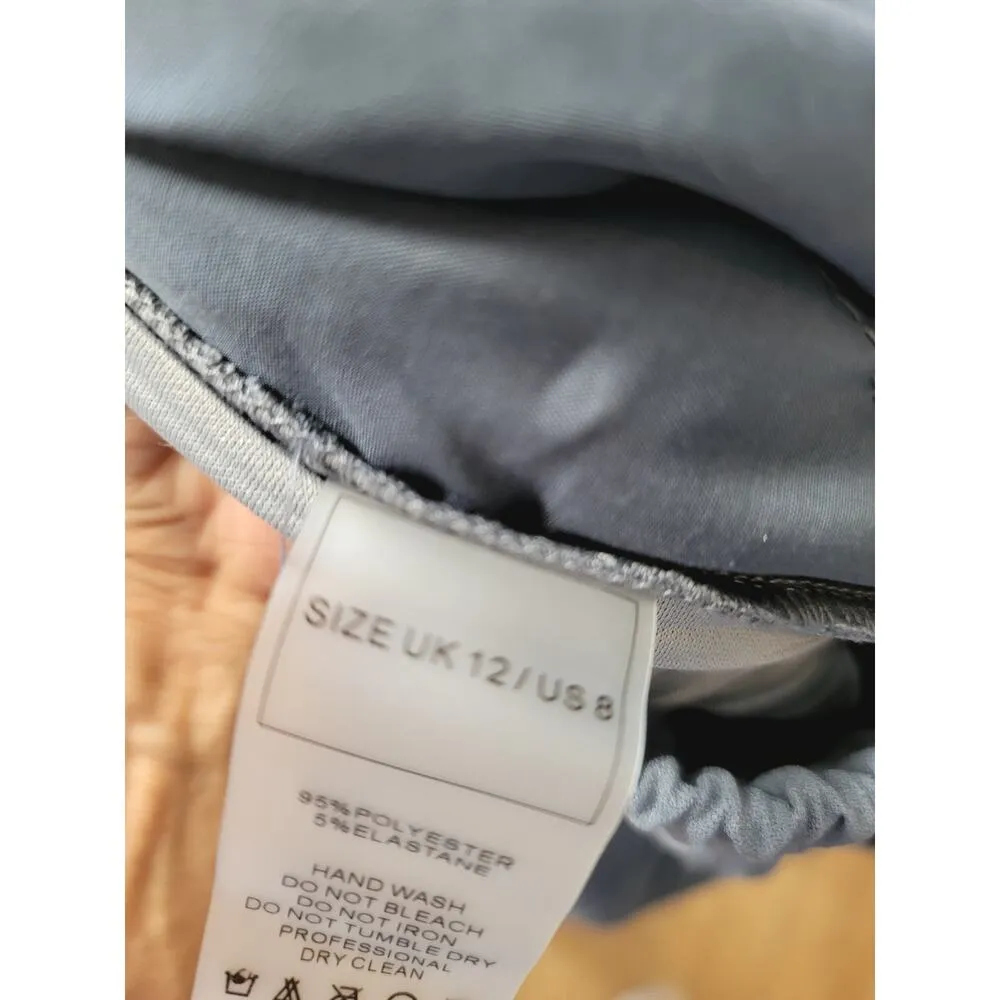 SIZE UK 12 / US 8
95%POLYESTER
5%ELASTANE
HAND WASH
DO NOT BLEACH
DO NOT IRON
DO NOT TUMBLE DRY
PROFESSIONAL
DRY CLEAN